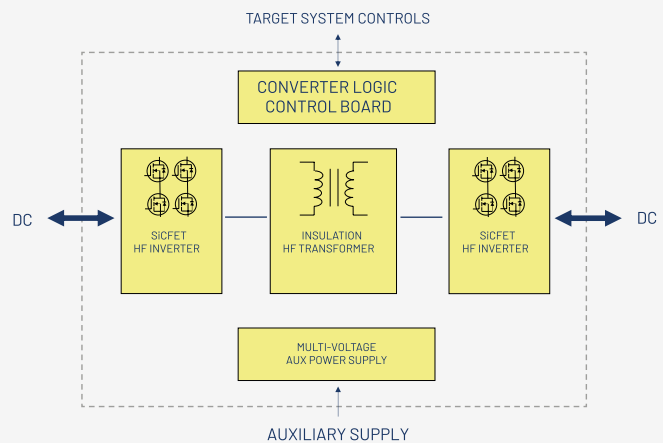 TARGET SYSTEM CONTROLS
CONVERTER LOGIC
CONTROL BOARD
DC
SiCFET
HF INVERTER
INSULATION
HF TRANSFORMER
SiCFET
HF INVERTER
DC
MULTI-VOLTAGE
AUX POWER SUPPLY
AUXILIARY SUPPLY